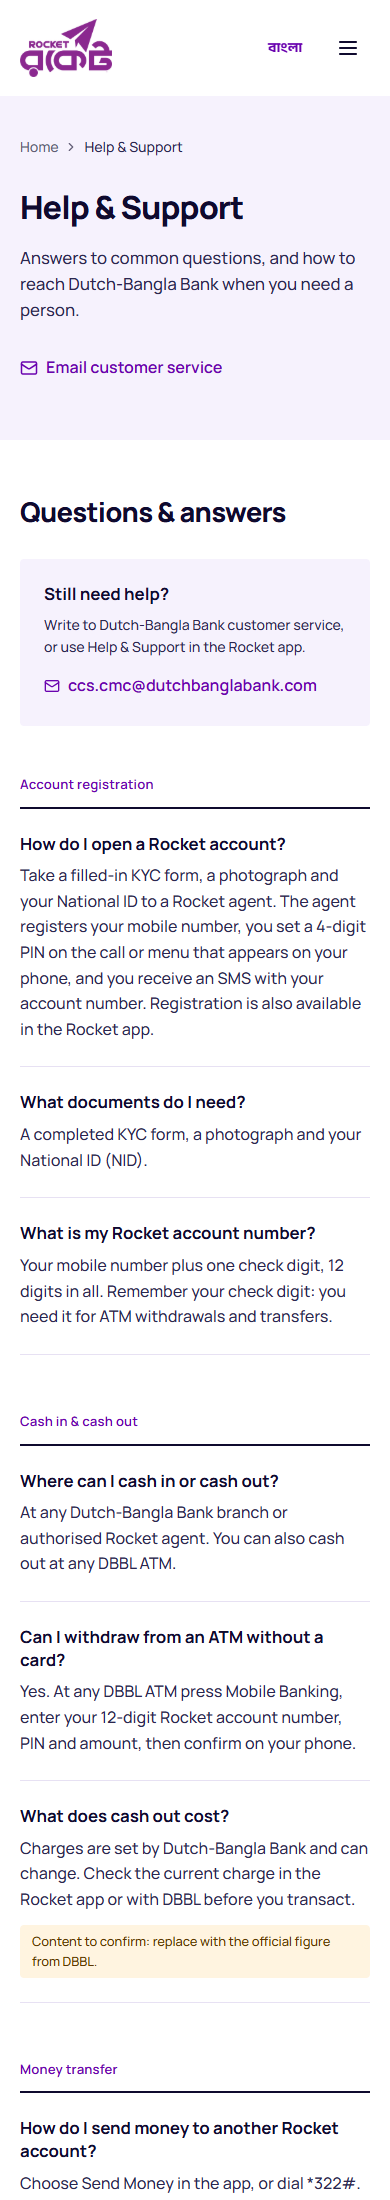 ROCKET
রকেট
বাংলা
Home > Help & Support
Help & Support
Answers to common questions, and how to
reach Dutch-Bangla Bank when you need a
person.
Email customer service
Questions & answers
Still need help?
Write to Dutch-Bangla Bank customer service,
or use Help & Support in the Rocket app.
ccs.cmc@dutchbanglabank.com
Account registration
How do I open a Rocket account?
Take a filled-in KYC form, a photograph and
your National ID to a Rocket agent. The agent
registers your mobile number, you set a 4-digit
PIN on the call or menu that appears on your
phone, and you receive an SMS with your
account number. Registration is also available
in the Rocket app.
What documents do I need?
A completed KYC form, a photograph and your
National ID (NID).
What is my Rocket account number?
Your mobile number plus one check digit, 12
digits in all. Remember your check digit: you
need it for ATM withdrawals and transfers.
Cash in & cash out
Where can I cash in or cash out?
At any Dutch-Bangla Bank branch or
authorised Rocket agent. You can also cash
out at any DBBL ATM.
Can I withdraw from an ATM without a
card?
Yes. At any DBBL ATM press Mobile Banking,
enter your 12-digit Rocket account number,
PIN and amount, then confirm on your phone.
What does cash out cost?
Charges are set by Dutch-Bangla Bank and can
change. Check the current charge in the
Rocket app or with DBBL before you transact.
Content to confirm: replace with the official figure
from DBBL.
Money transfer
How do I send money to another Rocket
account?
Choose Send Money in the app, or dial *322#.